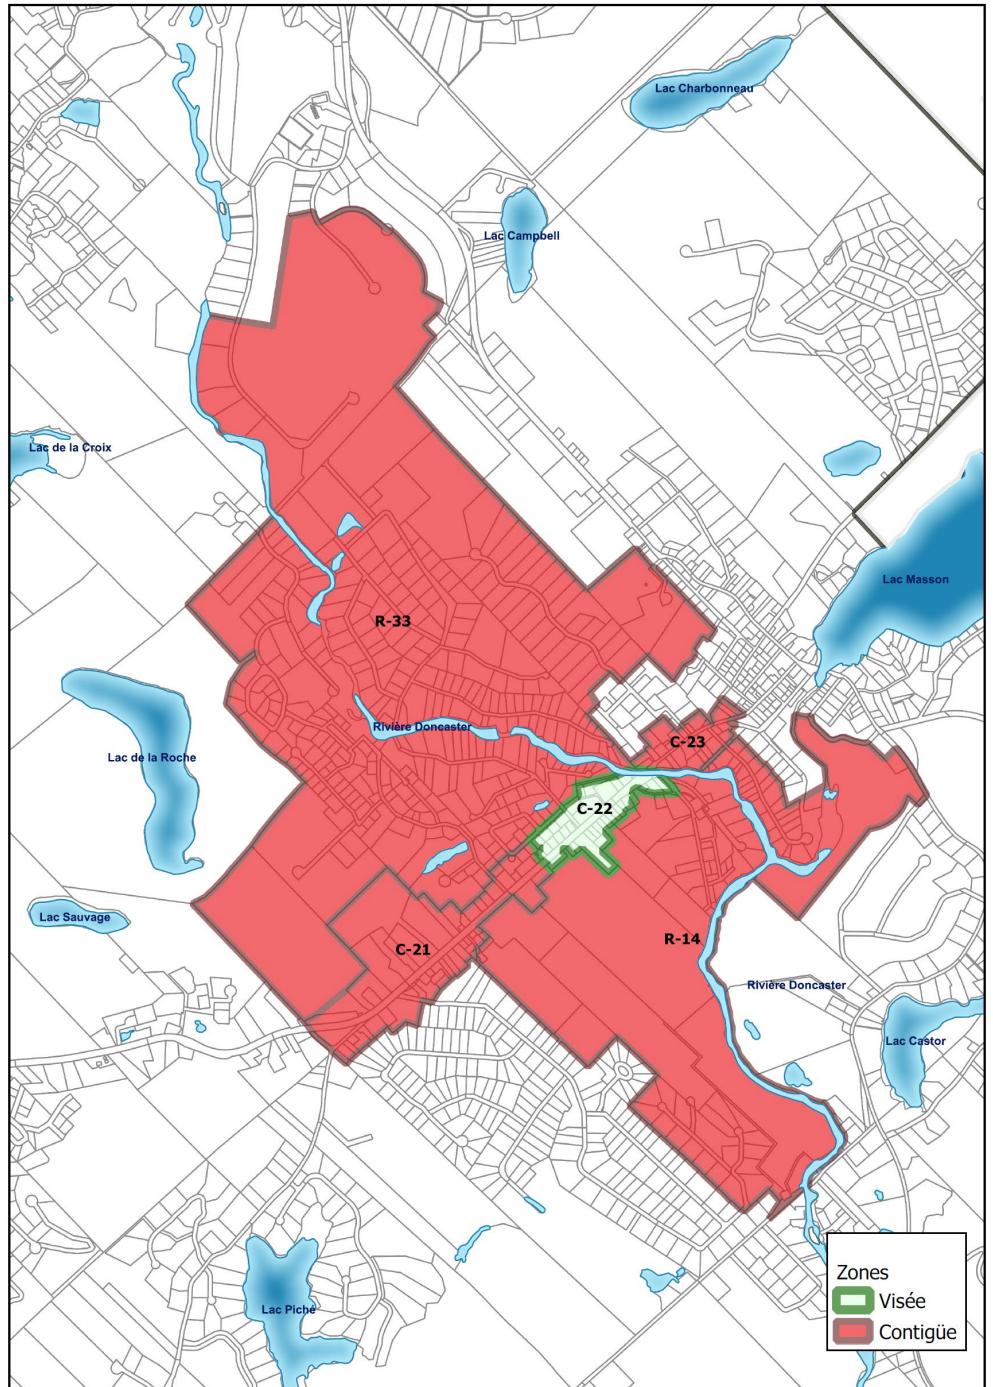 Lac Charbonneau
Lac Campbell
Lac de la Croix
Lac Masson
R-33
Rivière Doncaster
C-23
Lac de la Roche
C-22
Lac Sauvage
R-14
C-21
Rivière Doncaster
Lac Castor
Lac Piché
Zones
Visée
Contigüe